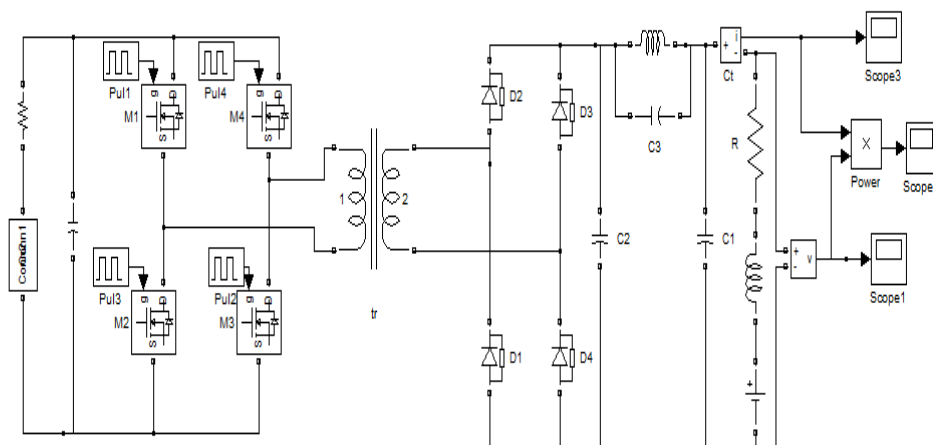 Pul1
Pul4
g
D
M1
S
g
D
M4
S
1
2
tr
Pul3
Pul2
g
D
M2
S
g
D
M3
S
D2
D3
D1
D4
C2
C3
C1
+
-
i
Ct
R
+
-
v
+
×
Power
Scope3
Scope
Scope1